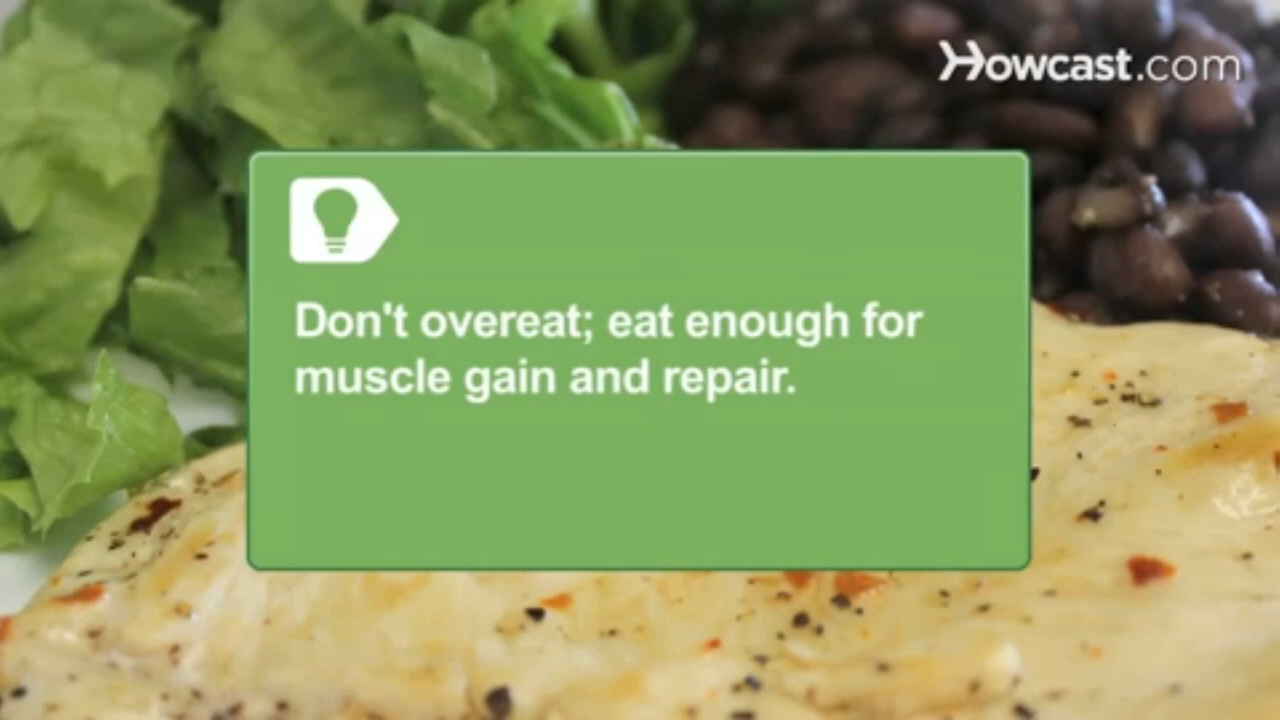 Howcast.com
Don't overeat; eat enough for
muscle gain and repair.